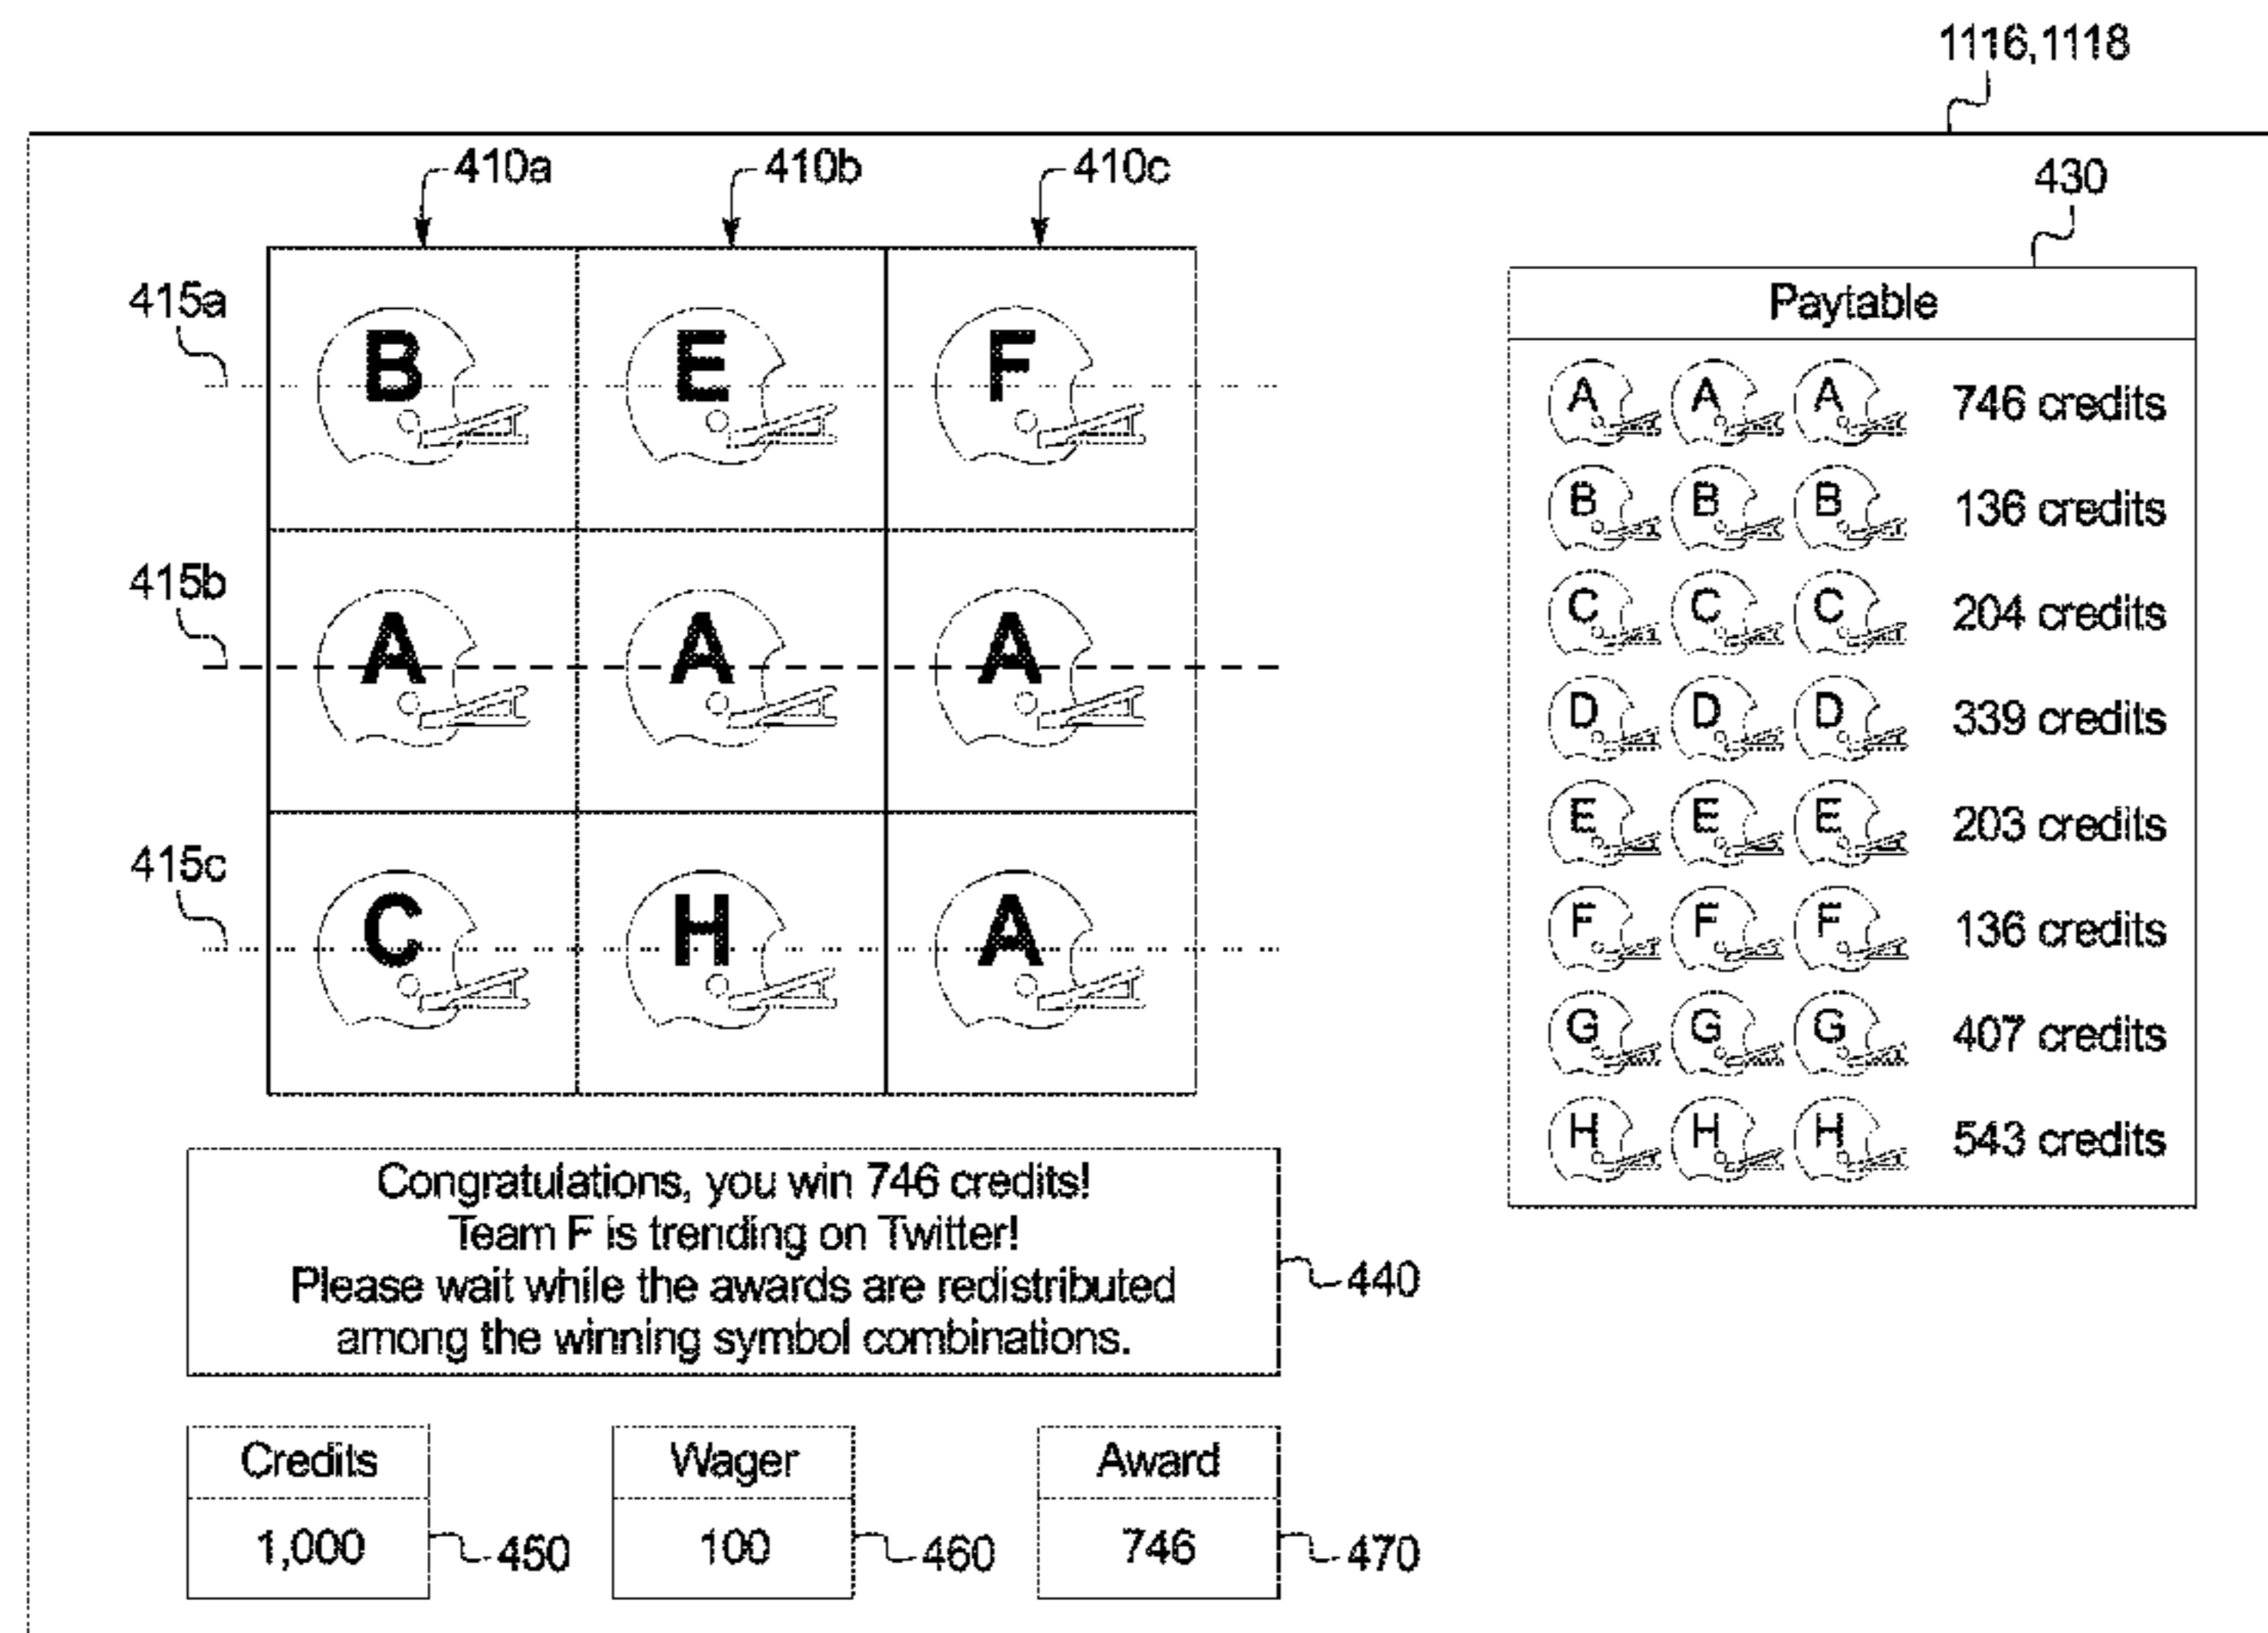 1116,1118
410a 410b 410c
430
415a
B E F
415b
A A A
415c
C H A
Paytable
A A A 746 credits
B B B 136 credits
C C C 204 credits
D D D 339 credits
E E E 203 credits
F F F 136 credits
G G G 407 credits
H H H 543 credits
Congratulations, you win 746 credits!
Team F is trending on Twitter!
Please wait while the awards are redistributed
among the winning symbol combinations.
440
Credits
1,000
450
Wager
100
460
Award
746
470